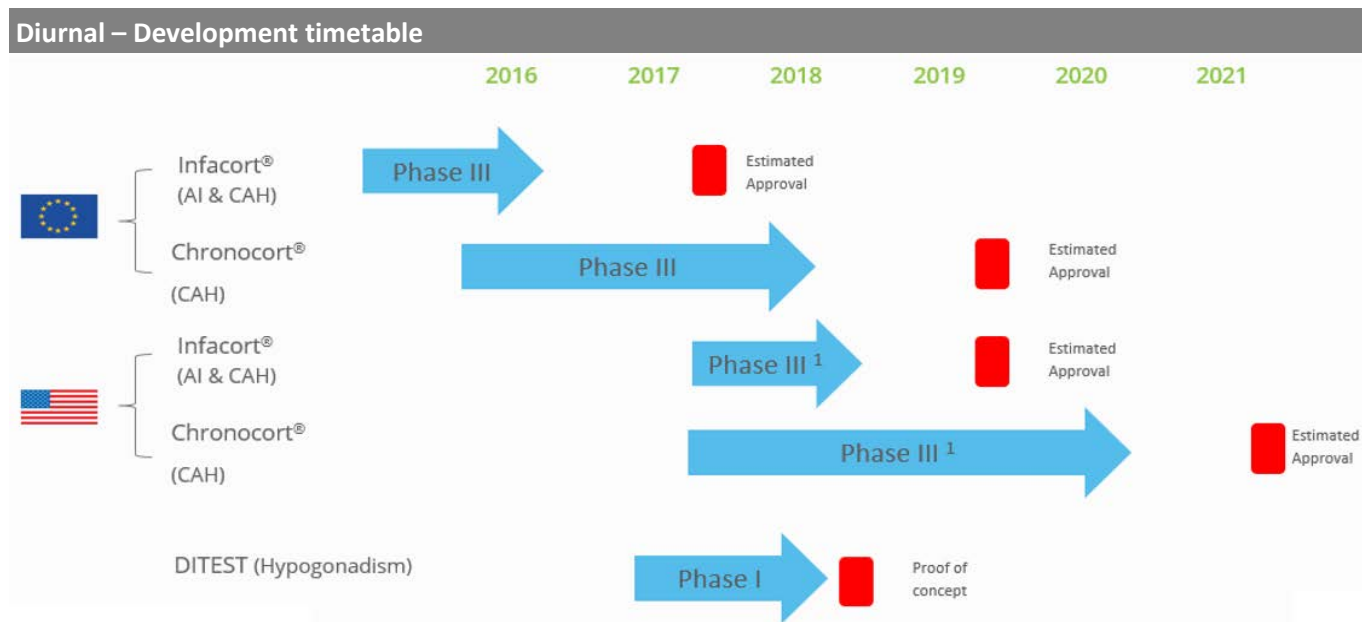 Diurnal – Development timetable
2016 2017 2018 2019 2020 2021
Infacort®
(AI & CAH)
Phase III
Estimated
Approval
Chronocort®
(CAH)
Phase III
Estimated
Approval
Infacort®
(AI & CAH)
Phase III 1
Estimated
Approval
Chronocort®
(CAH)
Phase III 1
Estimated
Approval
DITEST (Hypogonadism)
Phase I
Proof of
concept